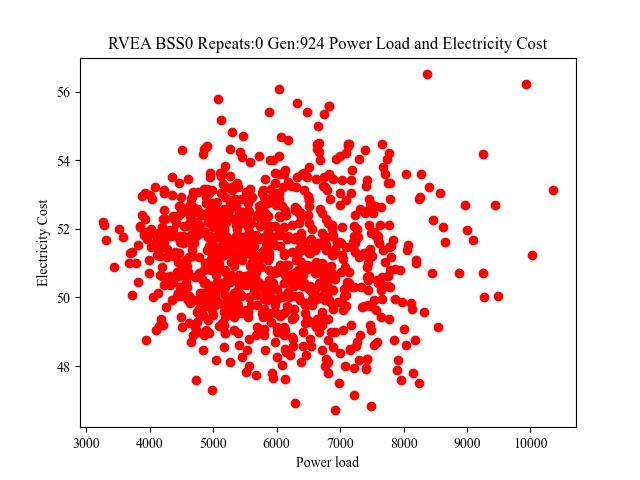 RVEA BSS0 Repeats:0 Gen:924 Power Load and Electricity Cost
56
54
52
50
48
Electricity Cost
3000 4000 5000 6000 7000 8000 9000 10000
Power load